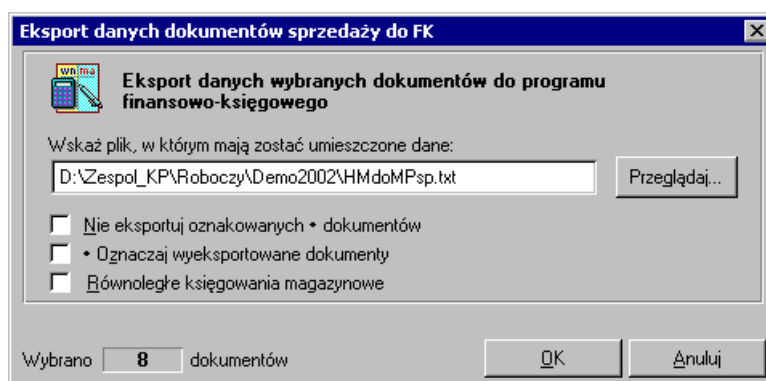 Eksport danych dokumentów sprzedaży do FK
wn ma
Eksport danych wybranych dokumentów do programu
finansowo-księgowego
Wskaż plik, w którym mają zostać umieszczone dane:
D:\Zespol_KP\Roboczy\Demo2002\HMdoMPsp.txt
Przeglądaj...
Nie eksportuj oznakowanych • dokumentów
• Oznaczaj wyeksportowane dokumenty
Równoległe księgowania magazynowe
Wybrano 8 dokumentów
OK
Anuluj